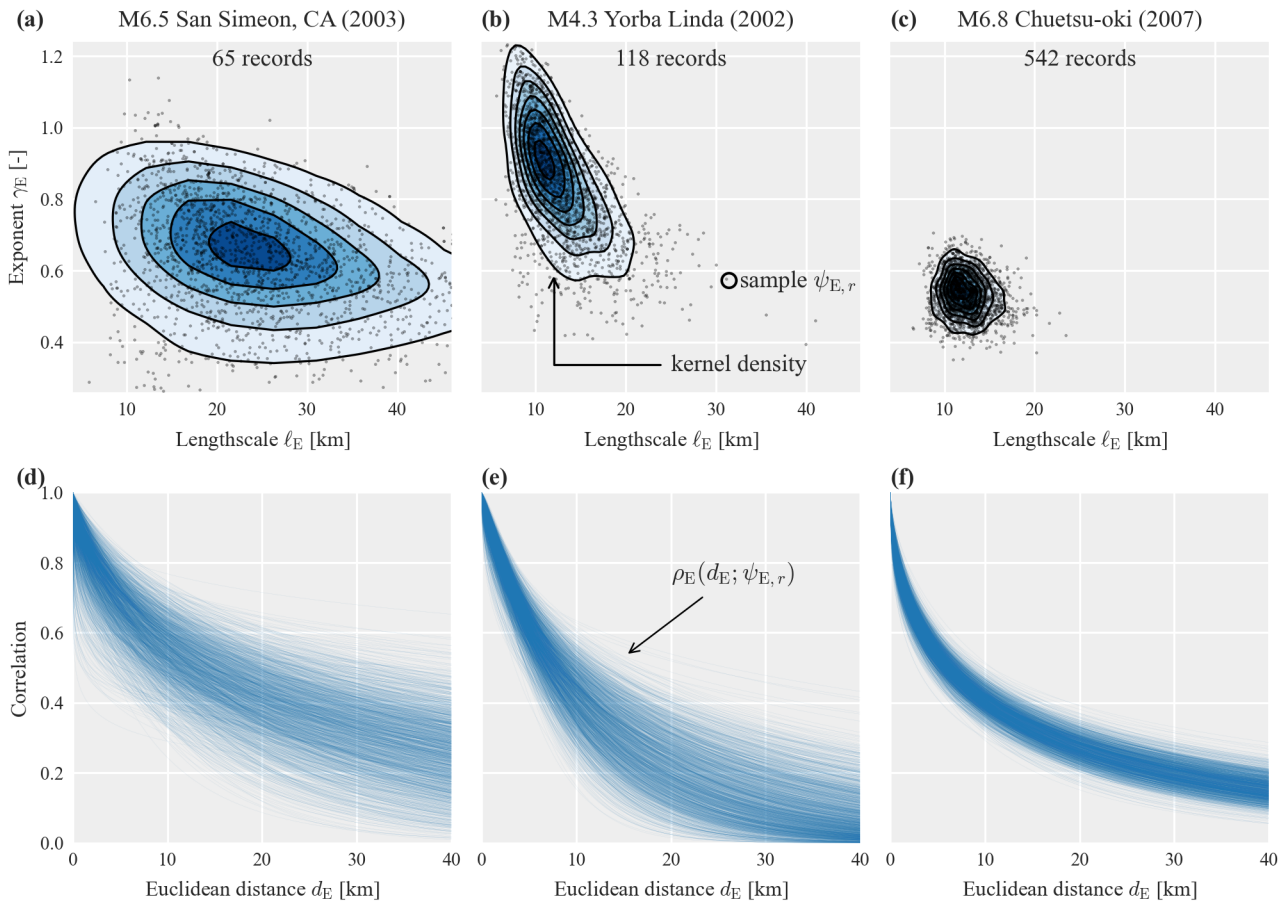 (a) M6.5 San Simeon, CA (2003)
(b) M4.3 Yorba Linda (2002)
(c) M6.8 Chuetsu-oki (2007)
65 records
118 records
542 records
1.2
1.0
0.8
0.6
0.4
Exponent γE [-]
sample ψE,r
kernel density
10 20 30 40
10 20 30 40
10 20 30 40
Lengthscale ℓE [km]
Lengthscale ℓE [km]
Lengthscale ℓE [km]
(d)
(e)
(f)
1.0
0.8
0.6
0.4
0.2
0.0
Correlation
ρE(dE; ψE,r)
0 10 20 30 40
0 10 20 30 40
0 10 20 30 40
Euclidean distance dE [km]
Euclidean distance dE [km]
Euclidean distance dE [km]